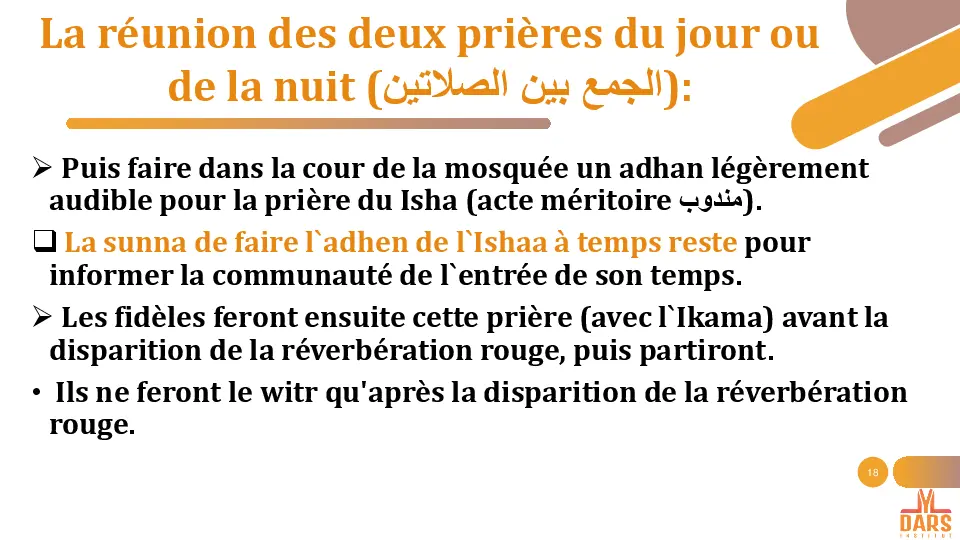 La réunion des deux prières du jour ou
de la nuit (الجمع بين الصلاتين):
➢ Puis faire dans la cour de la mosquée un adhan légèrement
audible pour la prière du Isha (acte méritoire مندوب).
❑ La sunna de faire l`adhen de l`Ishaa à temps reste pour
informer la communauté de l`entrée de son temps.
➢ Les fidèles feront ensuite cette prière (avec l`Ikama) avant la
disparition de la réverbération rouge, puis partiront.
• Ils ne feront le witr qu'après la disparition de la réverbération
rouge.
18
DARS
INSTITUT